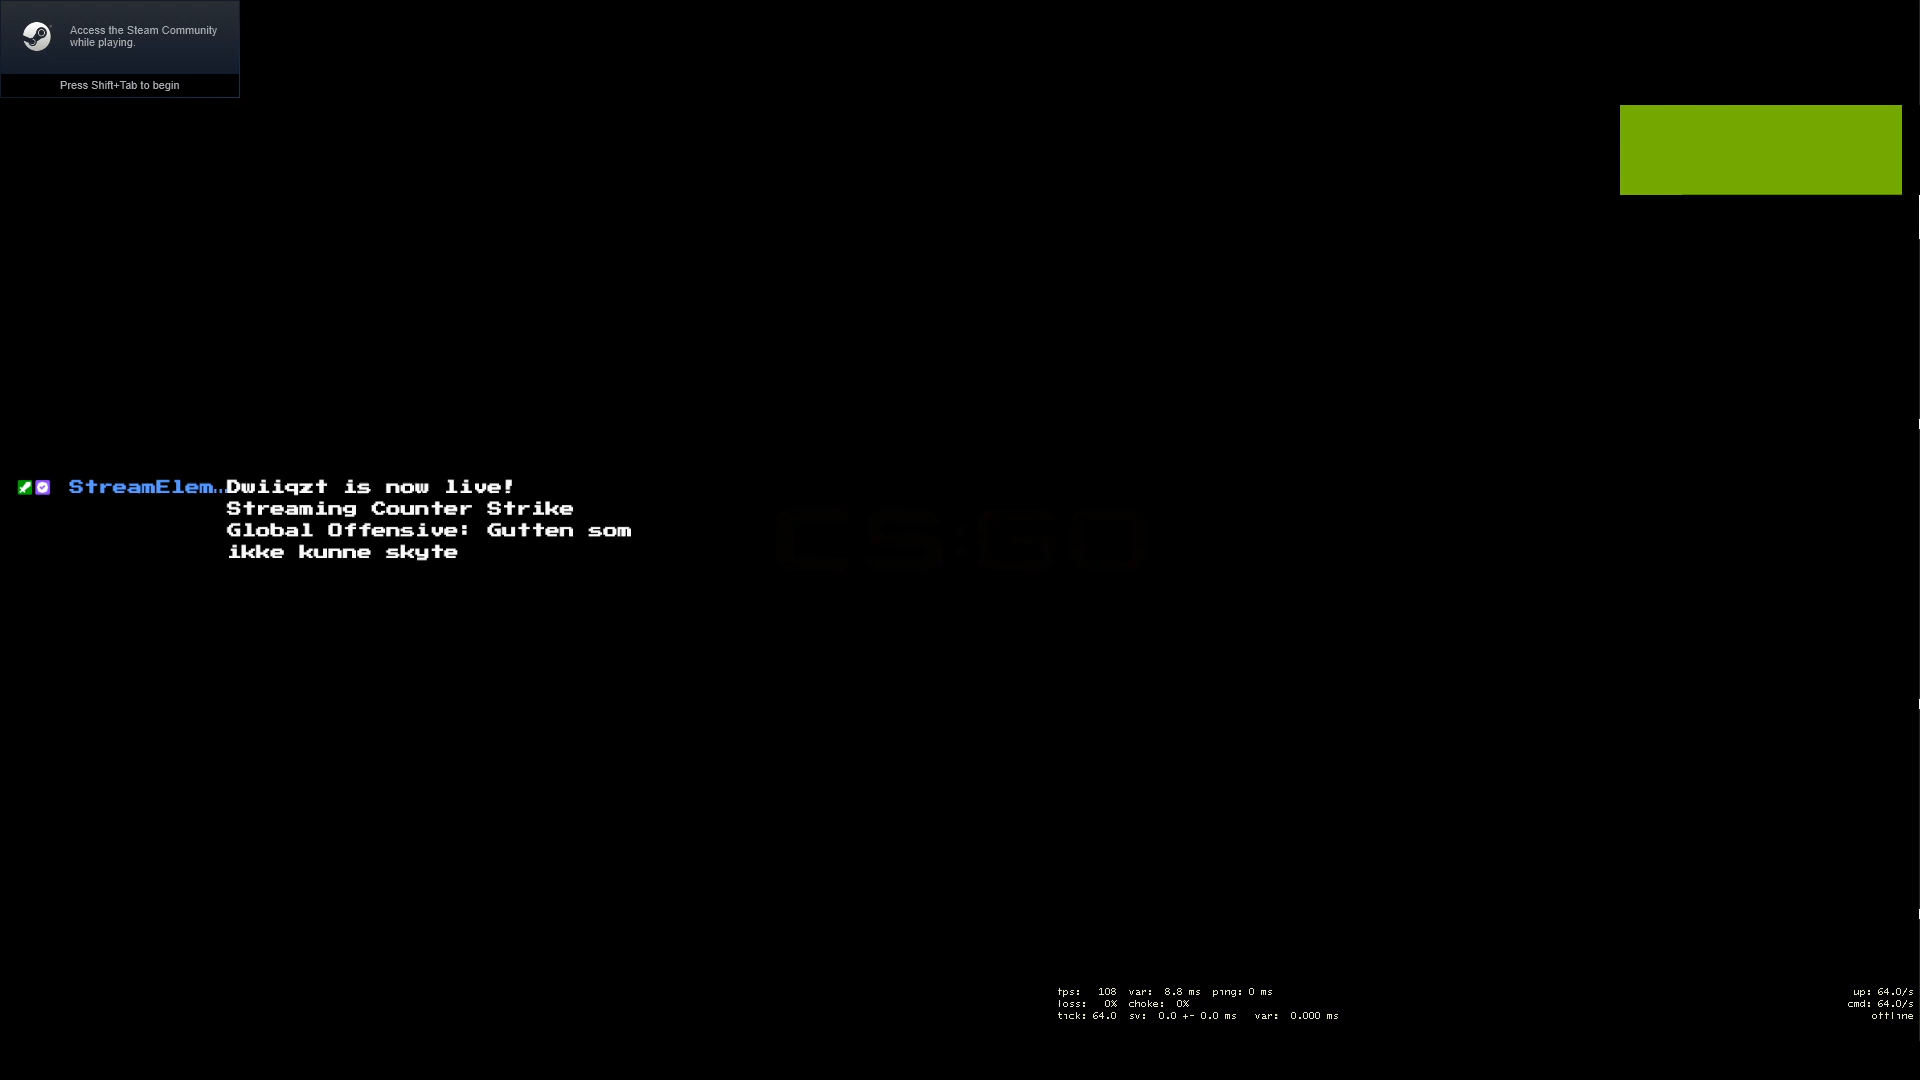 Access the Steam Community
while playing.
Press Shift+Tab to begin
StreamElem… Dwiiqzt is now live!
Streaming Counter Strike
Global Offensive: Gutten som
ikke kunne skyte
CS:GO
fps: 108 var: 8.8 ms ping: 0 ms
loss: 0% choke: 0%
tick: 64.0 sv: 0.0 +- 0.0 ms var: 0.000 ms
up: 64.0/s
cmd: 64.0/s
offline